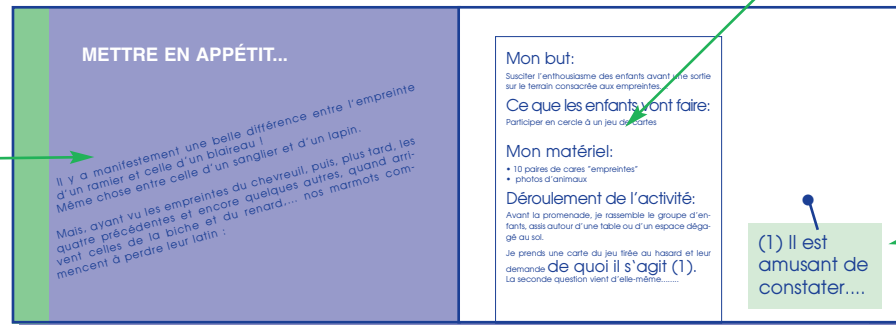 METTRE EN APPÉTIT...
Il y a manifestement une belle différence entre l'empreinte
d'un ramier et celle d'un blaireau !
Même chose entre celle d'un sanglier et d'un lapin.
Mais, ayant vu les empreintes du chevreuil, puis, plus tard, les
quatre précédentes et encore quelques autres, quand arri-
vent celles de la biche et du renard,... nos marmots com-
mencent à perdre leur latin :
Mon but:
Susciter l'enthousiasme des enfants avant une sortie
sur le terrain consacrée aux empreintes...
Ce que les enfants vont faire:
Participer en cercle à un jeu de cartes
Mon matériel:
• 10 paires de cares "empreintes"
• photos d'animaux
Déroulement de l'activité:
Avant la promenade, je rassemble le groupe d'en-
fants, assis autour d'une table ou d'un espace déga-
gé au sol.
Je prends une carte du jeu tirée au hasard et leur
demande de quoi il s'agit (1).
La seconde question vient d'elle-même........
(1) Il est
amusant de
constater....